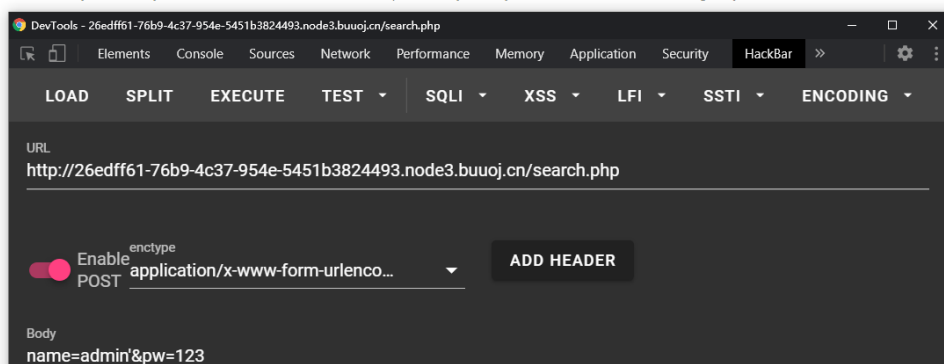 DevTools - 26edff61-76b9-4c37-954e-5451b3824493.node3.buuoj.cn/search.php
Elements Console Sources Network Performance Memory Application Security HackBar »
LOAD SPLIT EXECUTE TEST SQLI XSS LFI SSTI ENCODING
URL
http://26edff61-76b9-4c37-954e-5451b3824493.node3.buuoj.cn/search.php
Enable POST
enctype
application/x-www-form-urlenco...
ADD HEADER
Body
name=admin'&pw=123